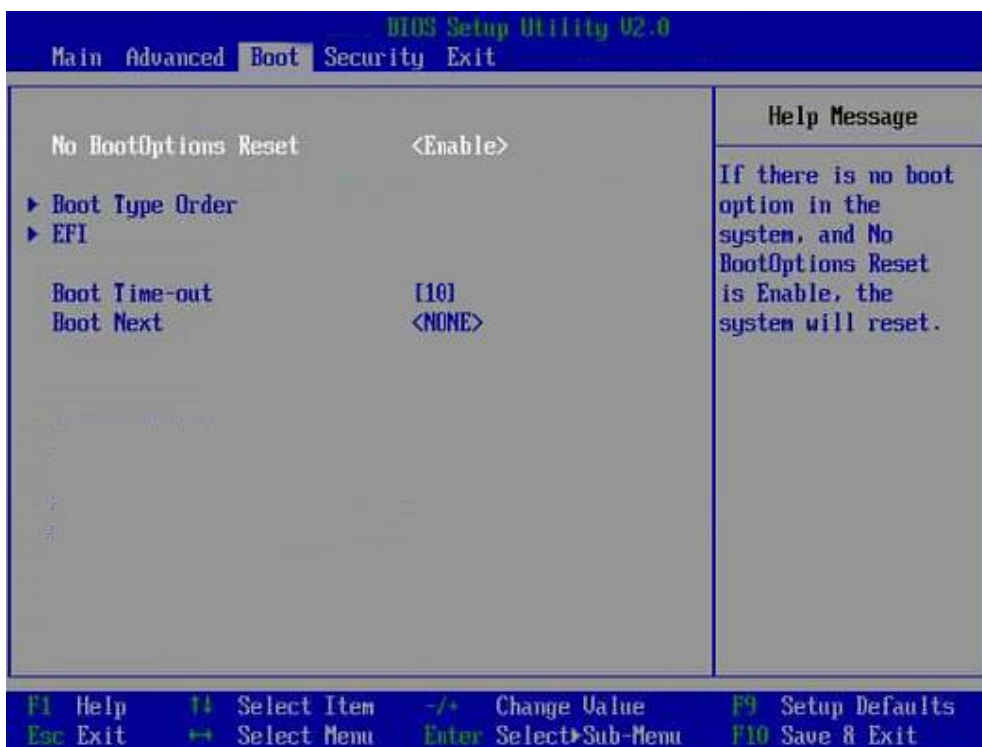 BIOS Setup Utility V2.0
Main Advanced Boot Security Exit
No BootOptions Reset <Enable>
▶ Boot Type Order
▶ EFI
Boot Time-out [10]
Boot Next <NONE>
Help Message
If there is no boot
option in the
system, and No
BootOptions Reset
is Enable, the
system will reset.
F1 Help ↑↓ Select Item -/+ Change Value F9 Setup Defaults
Esc Exit ←→ Select Menu Enter Select▶Sub-Menu F10 Save & Exit